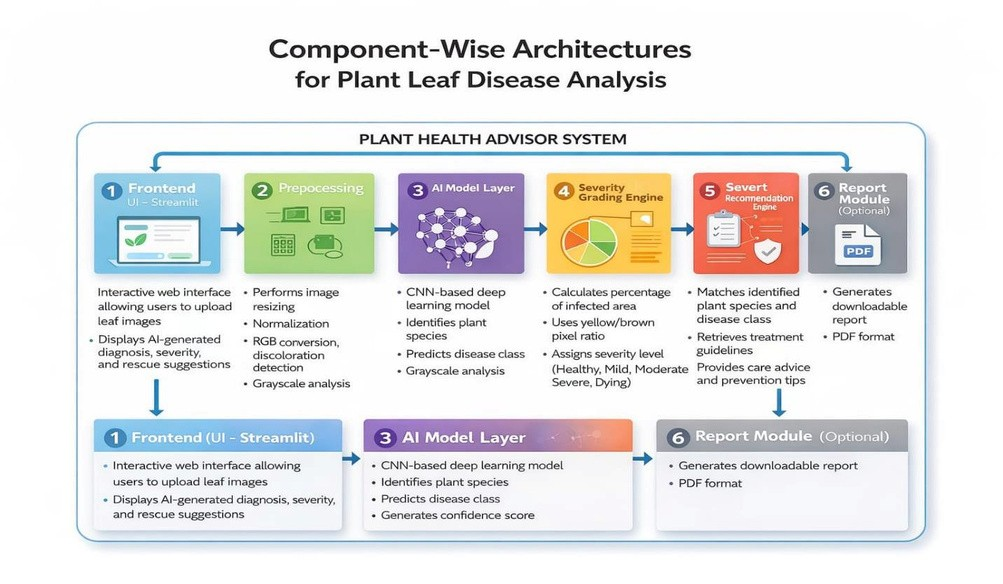 Component-Wise Architectures
for Plant Leaf Disease Analysis
PLANT HEALTH ADVISOR SYSTEM
1 Frontend
UI – Streamlit
2 Prepocessing
3 AI Model Layer
4 Severity
Grading Engine
5 Severt
Recormendation
Engine
6 Report
Module
(Optional)
PDF
Interactive web interface
allowing users to upload
leaf images
• Displays AI-generated
diagnosis, severity,
and rescue suggestions
• Performs image
resizing
• Normalization
• RGB conversion,
discoloration
detection
• Grayscale analysis
• CNN-based deep
learning model
• Identifies plant
species
• Predicts disease class
• Grayscale analysis
• Calculates percentage
of infected area
• Uses yellow/brown
pixel ratio
• Assigns severity level
(Healthy, Mild, Moderate
Severe, Dying)
• Matches identified
plant species and
disease class
• Retrieves treatment
guidelines
Provides care advice
and prevention tips
• Generates
downloadable
report
• PDF format
1 Frontend (UI – Streamlit)
• Interactive web interface allowing
users to upload leaf images
• Displays AI-generated diagnosis, severity,
and rescue suggestions
3 AI Model Layer
• CNN-based deep learning model
• Identifies plant species
• Predicts disease class
• Generates confidence score
6 Report Module (Optional)
• Generates downloadable report
• PDF format